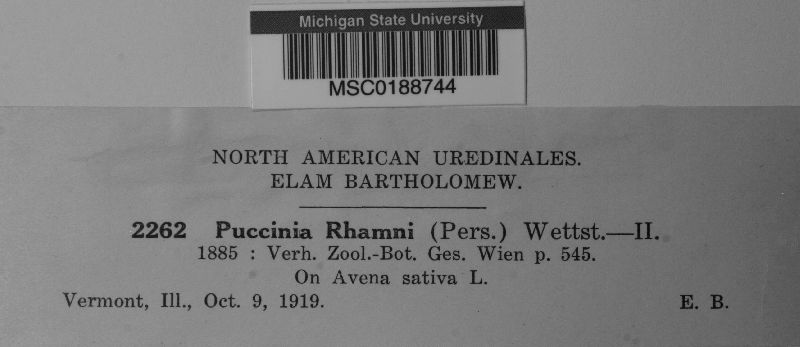 Michigan State University
MSC0188744
NORTH AMERICAN UREDINALES.
ELAM BARTHOLOMEW.
2262 Puccinia Rhamni (Pers.) Wettst.—II.
1885 : Verh. Zool.-Bot. Ges. Wien p. 545.
On Avena sativa L.
Vermont, Ill., Oct. 9, 1919. E. B.